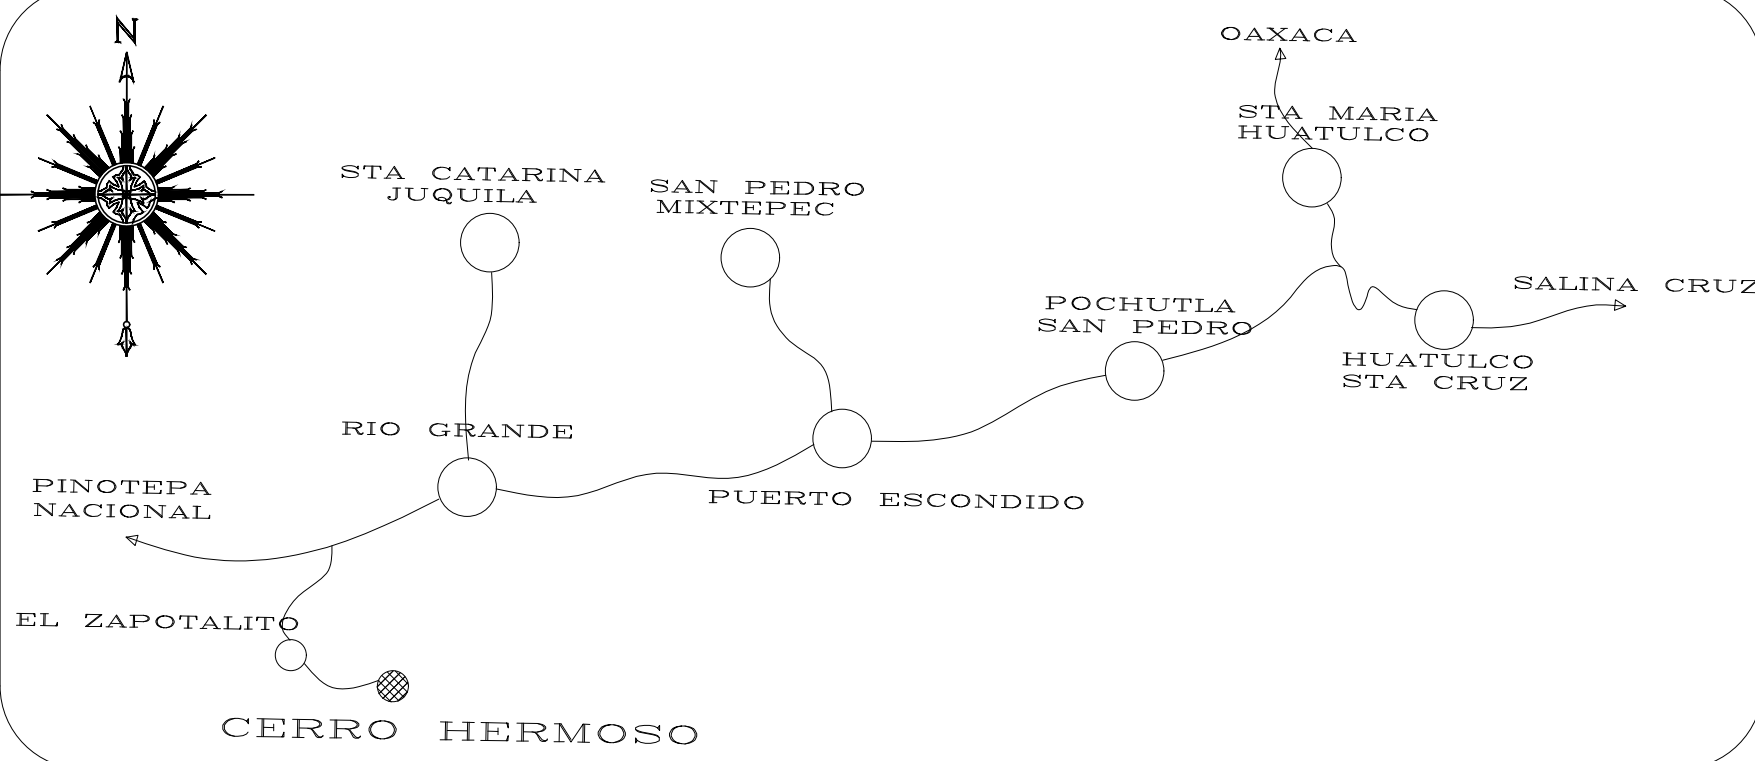 N
OAXACA
STA MARIA
HUATULCO
STA CATARINA
JUQUILA
SAN PEDRO
MIXTEPEC
SALINA CRUZ
POCHUTLA
SAN PEDRO
HUATULCO
STA CRUZ
RIO GRANDE
PINOTEPA
NACIONAL
PUERTO ESCONDIDO
EL ZAPOTALITO
CERRO HERMOSO